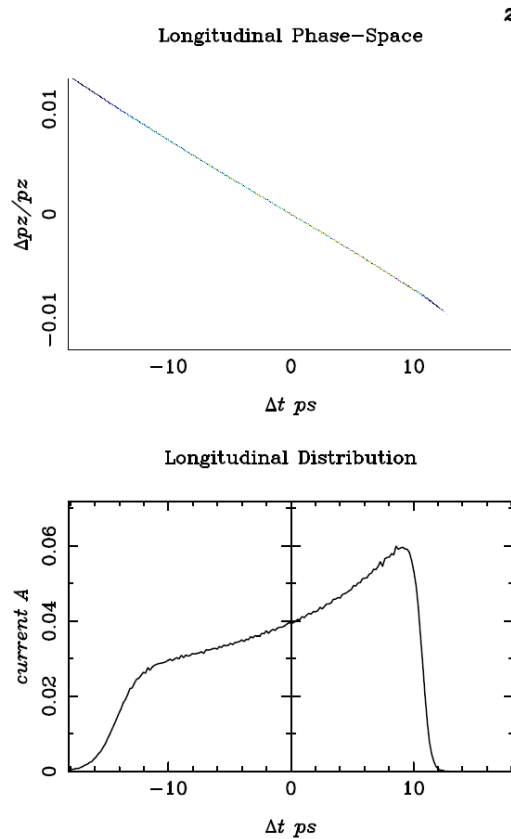 2
Longitudinal Phase-Space
0.01
0
-0.01
Δpz/pz
-10 0 10
Δt ps
Longitudinal Distribution
0.06
0.04
0.02
0
current A
-10 0 10
Δt ps